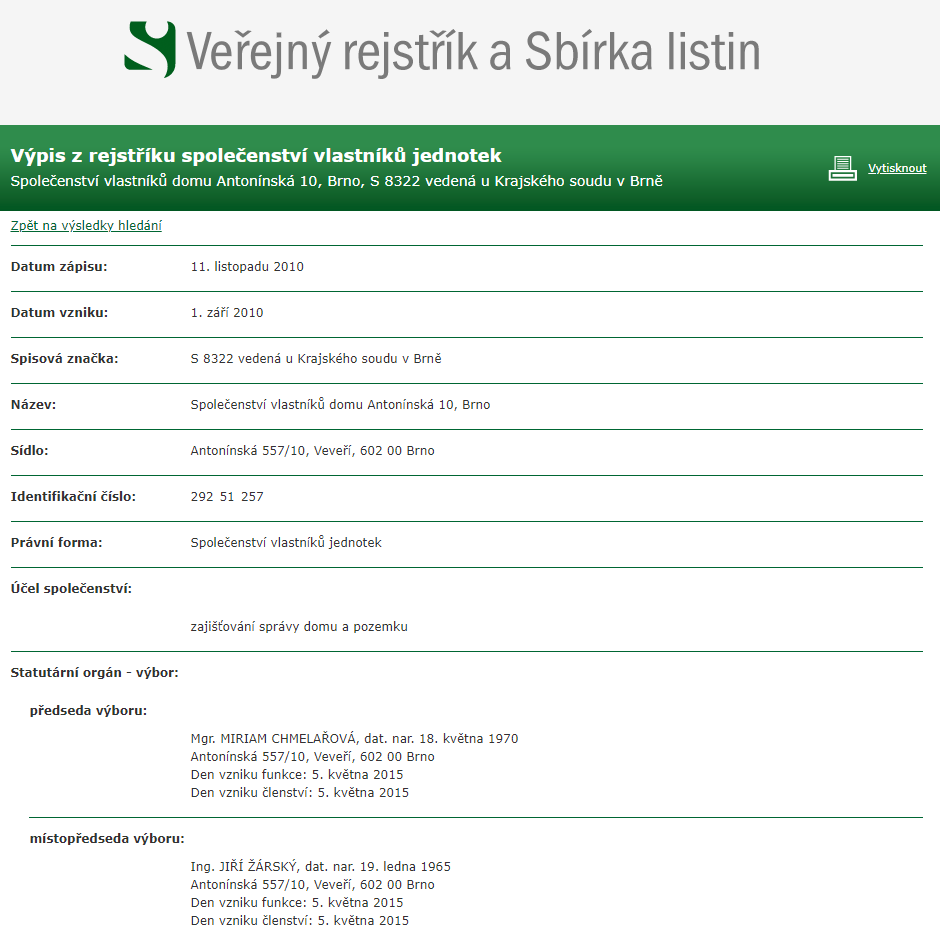 Veřejný rejstřík a Sbírka listin
Výpis z rejstříku společenství vlastníků jednotek
Společenství vlastníků domu Antonínská 10, Brno, S 8322 vedená u Krajského soudu v Brně
Vytisknout
Zpět na výsledky hledání
Datum zápisu: 11. listopadu 2010
Datum vzniku: 1. září 2010
Spisová značka: S 8322 vedená u Krajského soudu v Brně
Název: Společenství vlastníků domu Antonínská 10, Brno
Sídlo: Antonínská 557/10, Veveří, 602 00 Brno
Identifikační číslo: 292 51 257
Právní forma: Společenství vlastníků jednotek
Účel společenství:
zajišťování správy domu a pozemku
Statutární orgán - výbor:
předseda výboru:
Mgr. MIRIAM CHMELAŘOVÁ, dat. nar. 18. května 1970
Antonínská 557/10, Veveří, 602 00 Brno
Den vzniku funkce: 5. května 2015
Den vzniku členství: 5. května 2015
místopředseda výboru:
Ing. JIŘÍ ŽÁRSKÝ, dat. nar. 19. ledna 1965
Antonínská 557/10, Veveří, 602 00 Brno
Den vzniku funkce: 5. května 2015
Den vzniku členství: 5. května 2015